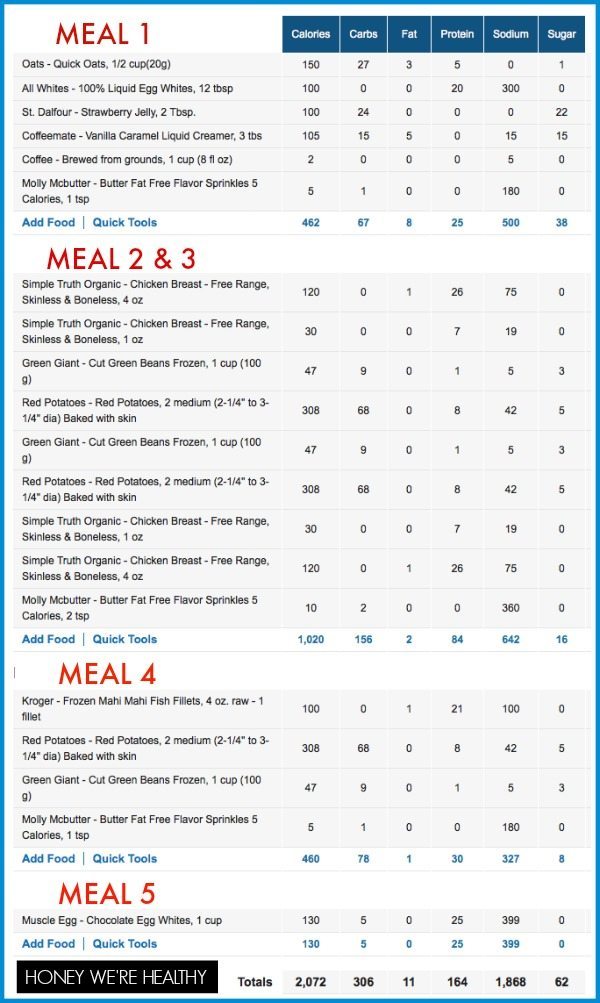 MEAL 1 Calories Carbs Fat Protein Sodium Sugar
Oats - Quick Oats, 1/2 cup(20g) 150 27 3 5 0 1
All Whites - 100% Liquid Egg Whites, 12 tbsp 100 0 0 20 300 0
St. Dalfour - Strawberry Jelly, 2 Tbsp. 100 24 0 0 0 22
Coffeemate - Vanilla Caramel Liquid Creamer, 3 tbs 105 15 5 0 15 15
Coffee - Brewed from grounds, 1 cup (8 fl oz) 2 0 0 0 5 0
Molly Mcbutter - Butter Fat Free Flavor Sprinkles 5
Calories, 1 tsp 5 1 0 0 180 0
Add Food | Quick Tools 462 67 8 25 500 38
MEAL 2 & 3
Simple Truth Organic - Chicken Breast - Free Range,
Skinless & Boneless, 4 oz 120 0 1 26 75 0
Simple Truth Organic - Chicken Breast - Free Range,
Skinless & Boneless, 1 oz 30 0 0 7 19 0
Green Giant - Cut Green Beans Frozen, 1 cup (100
g) 47 9 0 1 5 3
Red Potatoes - Red Potatoes, 2 medium (2-1/4" to 3-
1/4" dia) Baked with skin 308 68 0 8 42 5
Green Giant - Cut Green Beans Frozen, 1 cup (100
g) 47 9 0 1 5 3
Red Potatoes - Red Potatoes, 2 medium (2-1/4" to 3-
1/4" dia) Baked with skin 308 68 0 8 42 5
Simple Truth Organic - Chicken Breast - Free Range,
Skinless & Boneless, 1 oz 30 0 0 7 19 0
Simple Truth Organic - Chicken Breast - Free Range,
Skinless & Boneless, 4 oz 120 0 1 26 75 0
Molly Mcbutter - Butter Fat Free Flavor Sprinkles 5
Calories, 2 tsp 10 2 0 0 360 0
Add Food | Quick Tools 1,020 156 2 84 642 16
MEAL 4
Kroger - Frozen Mahi Mahi Fish Fillets, 4 oz. raw - 1
fillet 100 0 1 21 100 0
Red Potatoes - Red Potatoes, 2 medium (2-1/4" to 3-
1/4" dia) Baked with skin 308 68 0 8 42 5
Green Giant - Cut Green Beans Frozen, 1 cup (100
g) 47 9 0 1 5 3
Molly Mcbutter - Butter Fat Free Flavor Sprinkles 5
Calories, 1 tsp 5 1 0 0 180 0
Add Food | Quick Tools 460 78 1 30 327 8
MEAL 5
Muscle Egg - Chocolate Egg Whites, 1 cup 130 5 0 25 399 0
Add Food | Quick Tools 130 5 0 25 399 0
HONEY WE'RE HEALTHY Totals 2,072 306 11 164 1,868 62